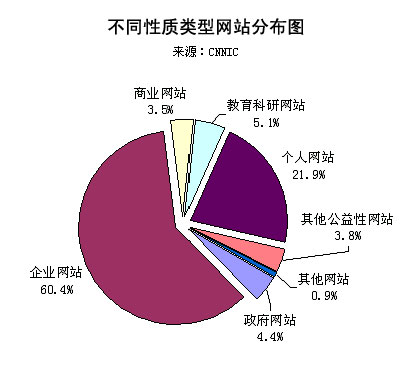 不同性质类型网站分布图
来源：CNNIC
商业网站
3.5%
教育科研网站
5.1%
个人网站
21.9%
其他公益性网站
3.8%
其他网站
0.9%
政府网站
4.4%
企业网站
60.4%